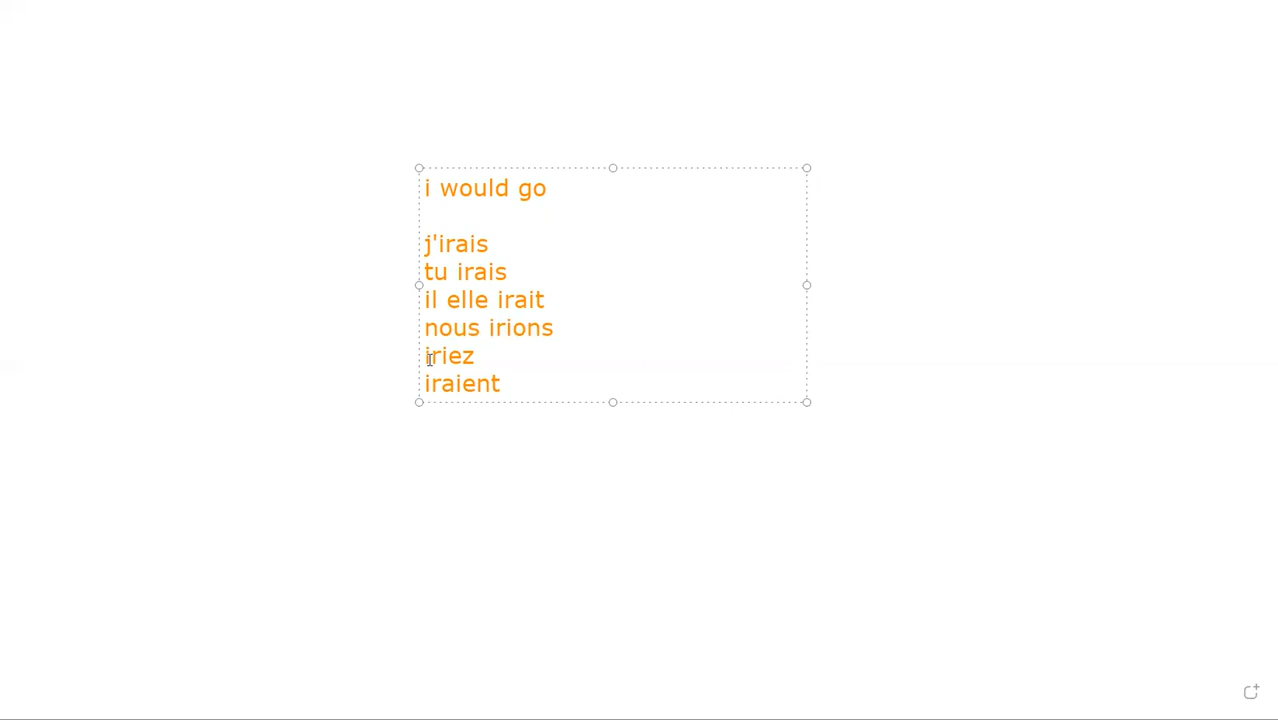 i would go
j'irais
tu irais
il elle irait
nous irions
iriez
iraient